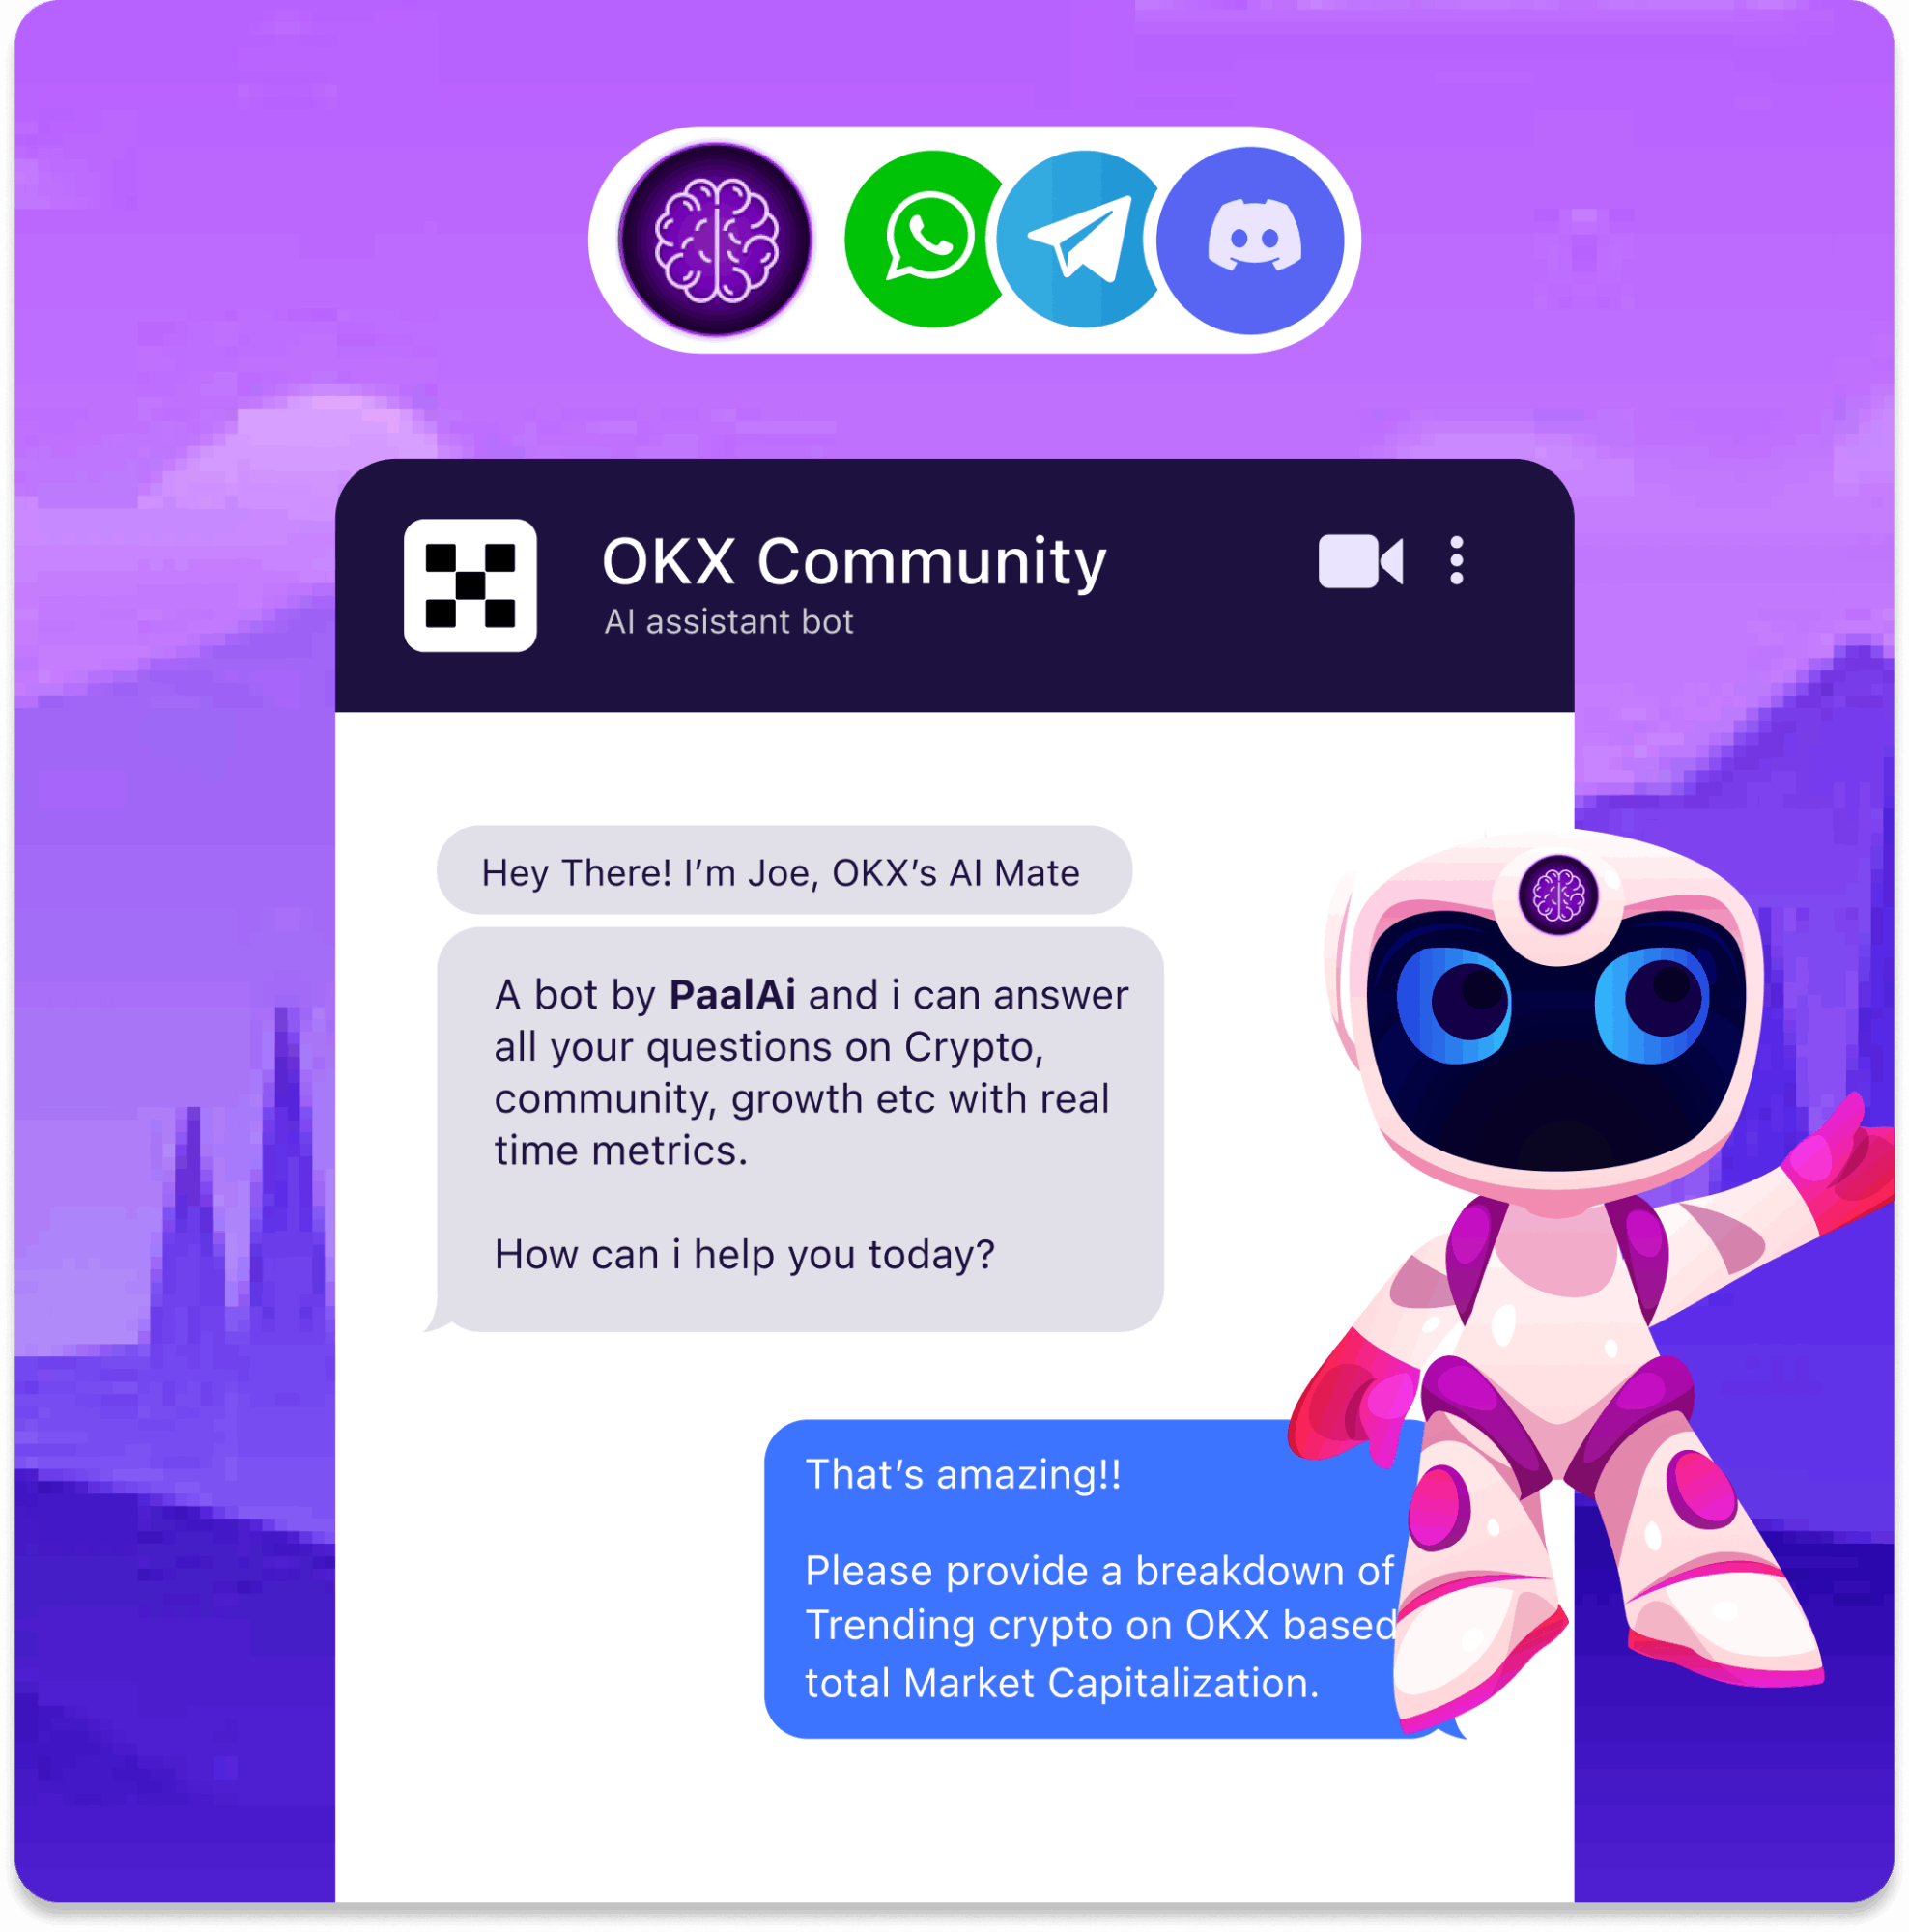 OKX Community
AI assistant bot
Hey There! I’m Joe, OKX’s AI Mate
A bot by PaalAi and i can answer
all your questions on Crypto,
community, growth etc with real
time metrics.
How can i help you today?
That’s amazing!!
Please provide a breakdown of
Trending crypto on OKX based
total Market Capitalization.